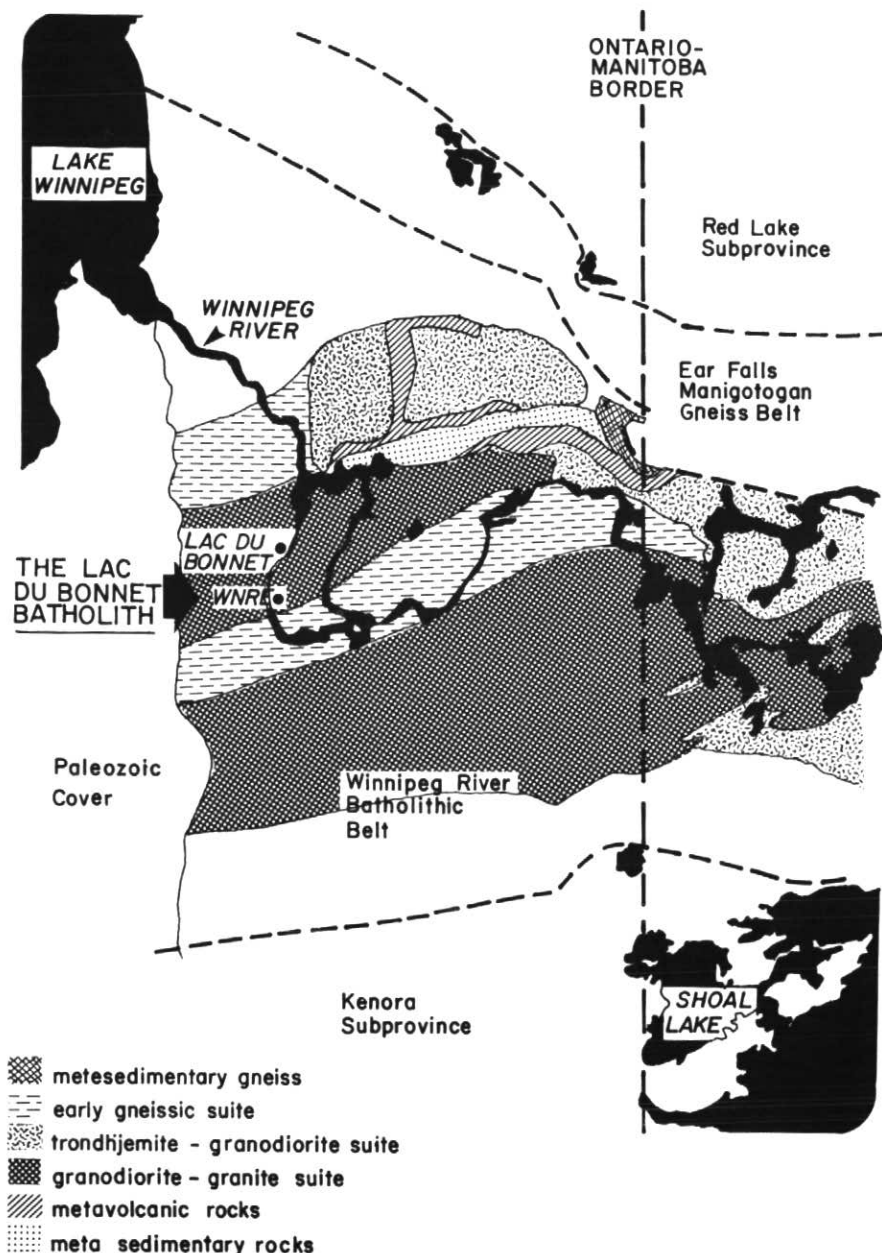 ONTARIO-
MANITOBA
BORDER
LAKE
WINNIPEG
Red Lake
Subprovince
WINNIPEG
RIVER
Ear Falls
Manigotogan
Gneiss Belt
LAC DU
BONNET
THE LAC
DU BONNET
BATHOLITH
WNRE
Paleozoic
Cover
Winnipeg River
Batholithic
Belt
Kenora
Subprovince
SHOAL
LAKE
metesedimentary gneiss
early gneissic suite
trondhjemite - granodiorite suite
granodiorite - granite suite
metavolcanic rocks
meta sedimentary rocks